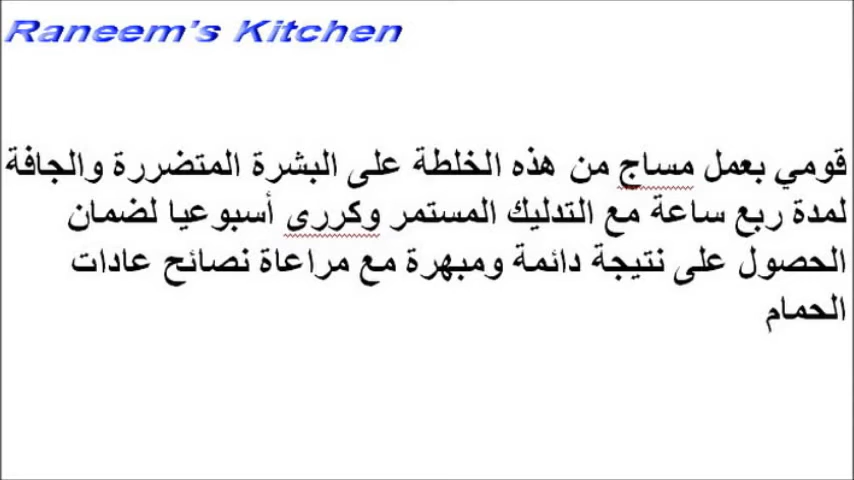 Raneem's Kitchen
قومي بعمل مساج من هذه الخلطة على البشرة المتضررة والجافة
لمدة ربع ساعة مع التدليك المستمر وكررى أسبوعيا لضمان
الحصول على نتيجة دائمة ومبهرة مع مراعاة نصائح عادات
الحمام